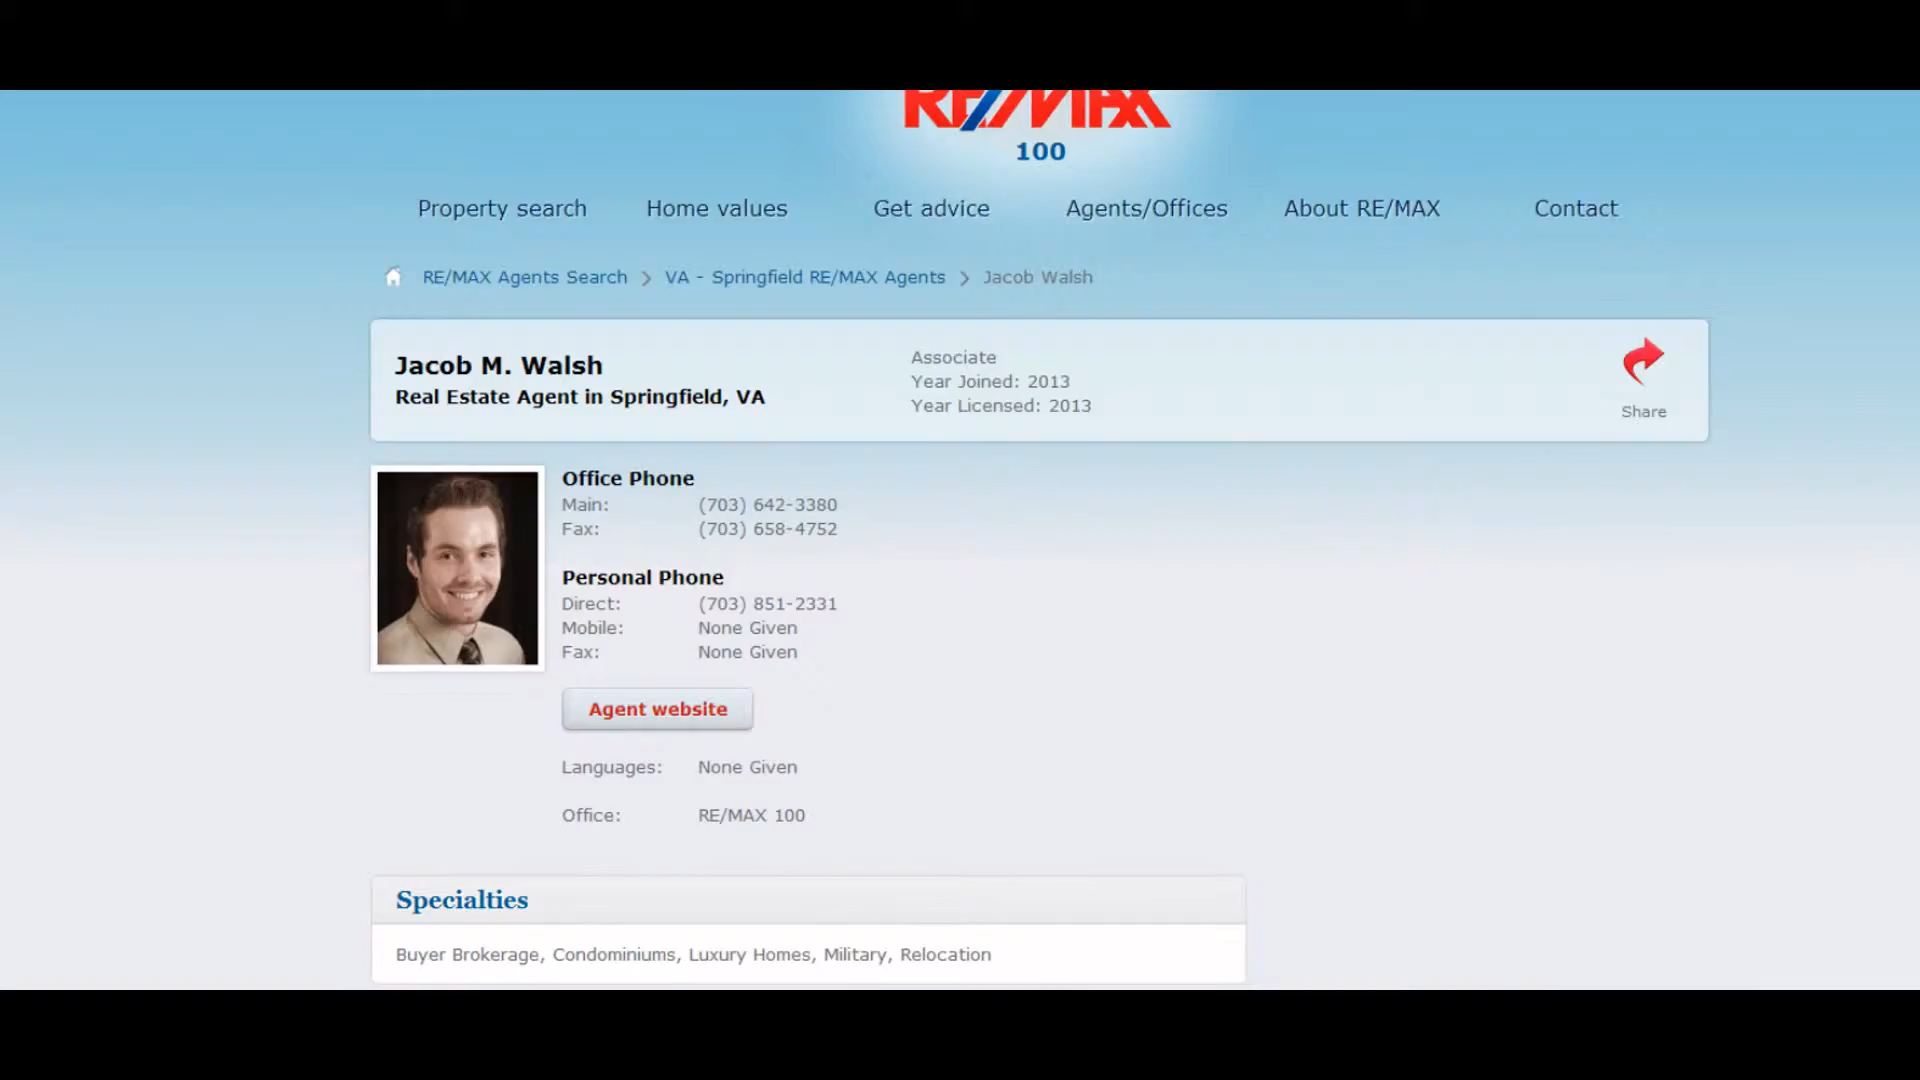 RE/MAX
100
Property search Home values Get advice Agents/Offices About RE/MAX Contact
RE/MAX Agents Search > VA - Springfield RE/MAX Agents > Jacob Walsh
Jacob M. Walsh
Real Estate Agent in Springfield, VA
Associate
Year Joined: 2013
Year Licensed: 2013
Share
Office Phone
Main: (703) 642-3380
Fax: (703) 658-4752
Personal Phone
Direct: (703) 851-2331
Mobile: None Given
Fax: None Given
Agent website
Languages: None Given
Office: RE/MAX 100
Specialties
Buyer Brokerage, Condominiums, Luxury Homes, Military, Relocation